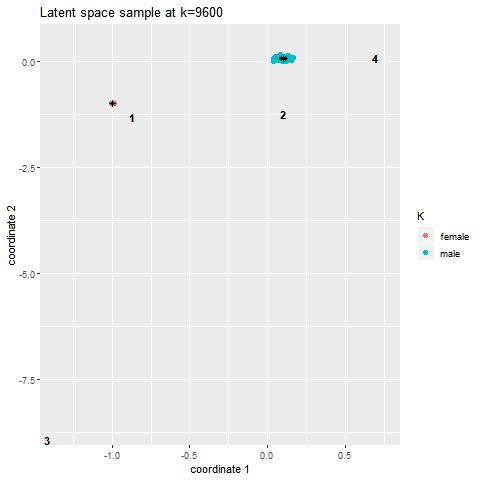 Latent space sample at k=9600
0.0
4
1
2
-2.5
coordinate 2
K
female
male
-5.0
-7.5
3
-1.0
-0.5
0.0
0.5
coordinate 1